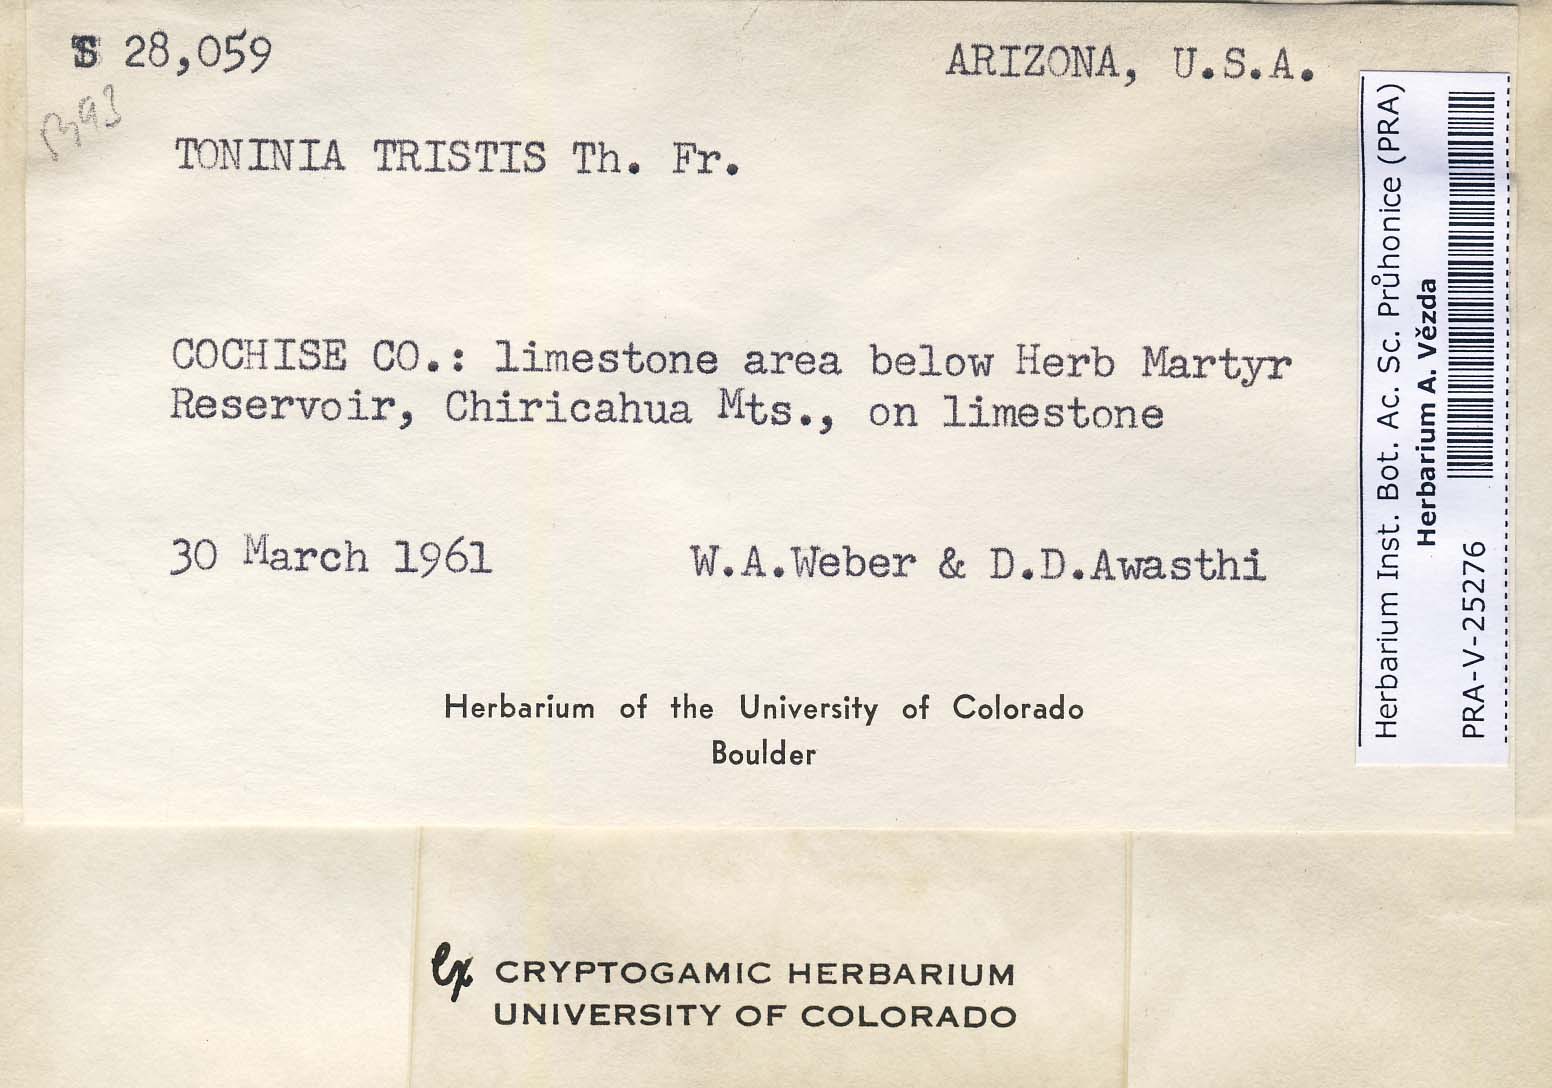 S 28,059
ARIZONA, U.S.A.
TONINIA TRISTIS Th. Fr.
COCHISE CO.: limestone area below Herb Martyr
Reservoir, Chiricahua Mts., on limestone
30 March 1961
W.A.Weber & D.D.Awasthi
Herbarium of the University of Colorado
Boulder
Herbarium Inst. Bot. Ac. Sc. Průhonice (PRA)
Herbarium A. Vězda
PRA-V-25276
ex CRYPTOGAMIC HERBARIUM
UNIVERSITY OF COLORADO